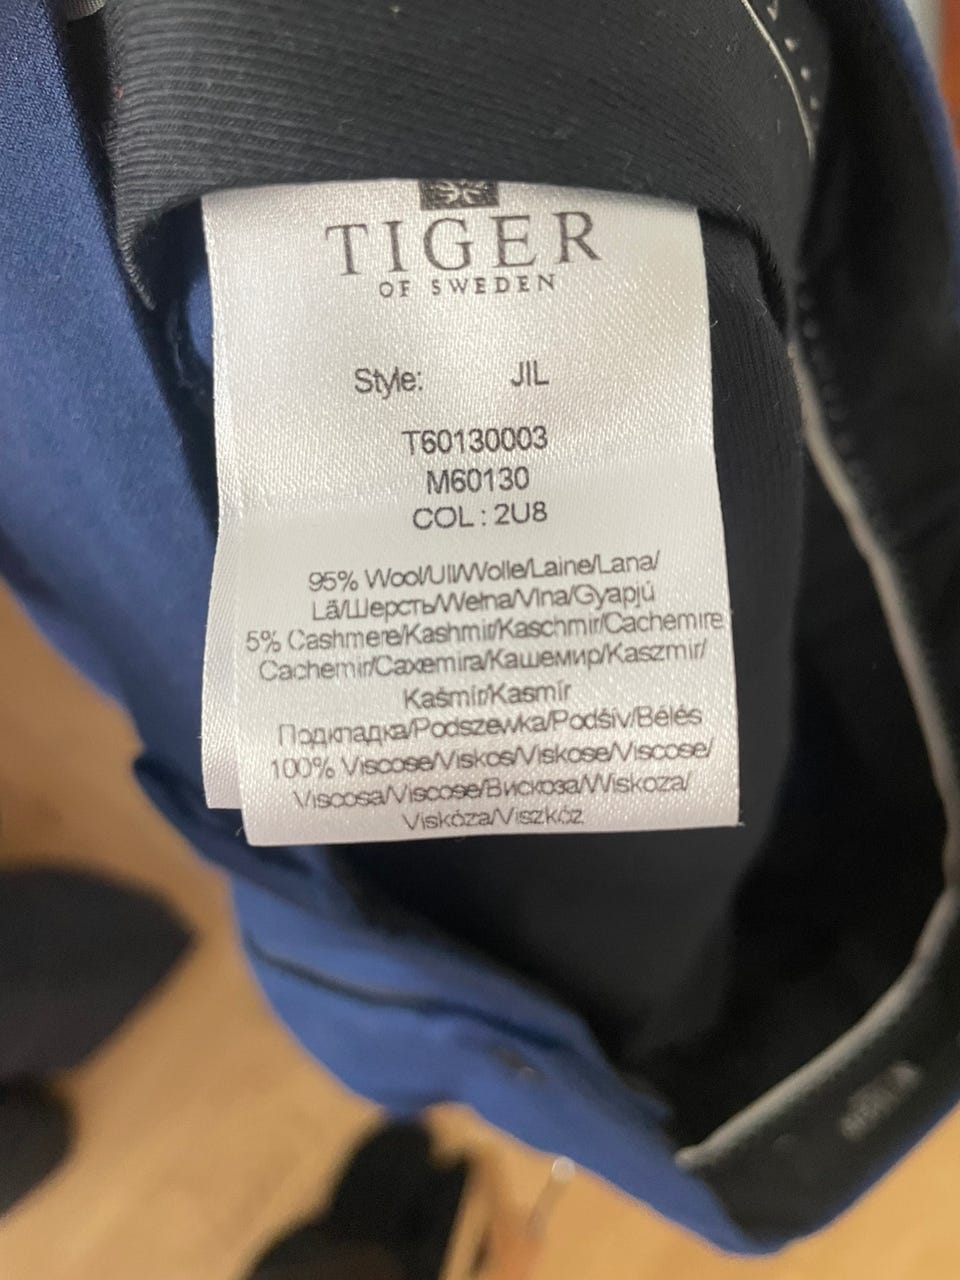 TIGER
OF SWEDEN
Style: JIL
T60130003
M60130
COL : 2U8
95% Wool/Ull/Wolle/Laine/Lana/
Lã/Шерсть/Wełna/Vlna/Gyapjú
5% Cashmere/Kashmir/Kaschmir/Cachemire
Cachemir/Caxemira/Кашемир/Kaszmir/
Kašmír/Kasmír
Подкладка/Podszewka/Podšív/Bélés
100% Viscose/Viskos/Viskose/Viscose/
Viscosa/Viscose/Вискоза/Wiskoza/
Viskóza/Viszkóz